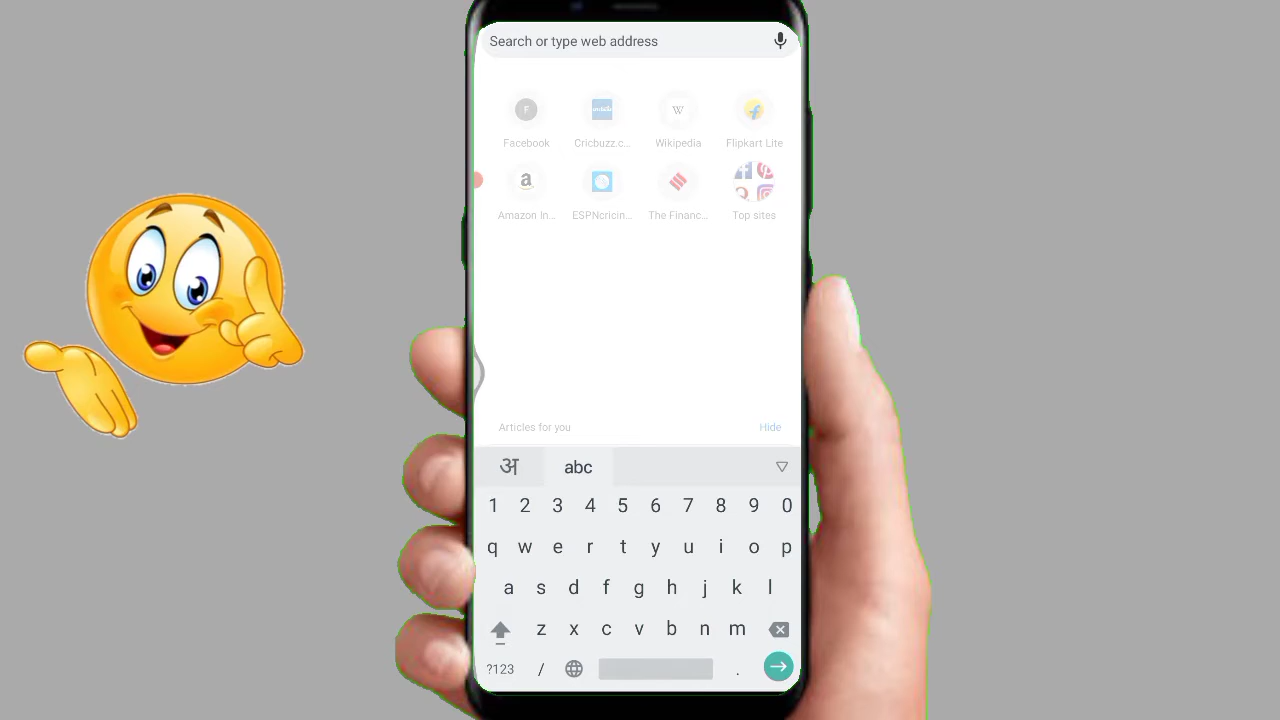 Search or type web address
F
cricbuzz
W
Facebook
Cricbuzz.c...
Wikipedia
Flipkart Lite
a
Amazon In...
ESPNcricin...
The Financ...
Top sites
Articles for you
Hide
अ
abc
1 2 3 4 5 6 7 8 9 0
q w e r t y u i o p
a s d f g h j k l
z x c v b n m
?123 / .